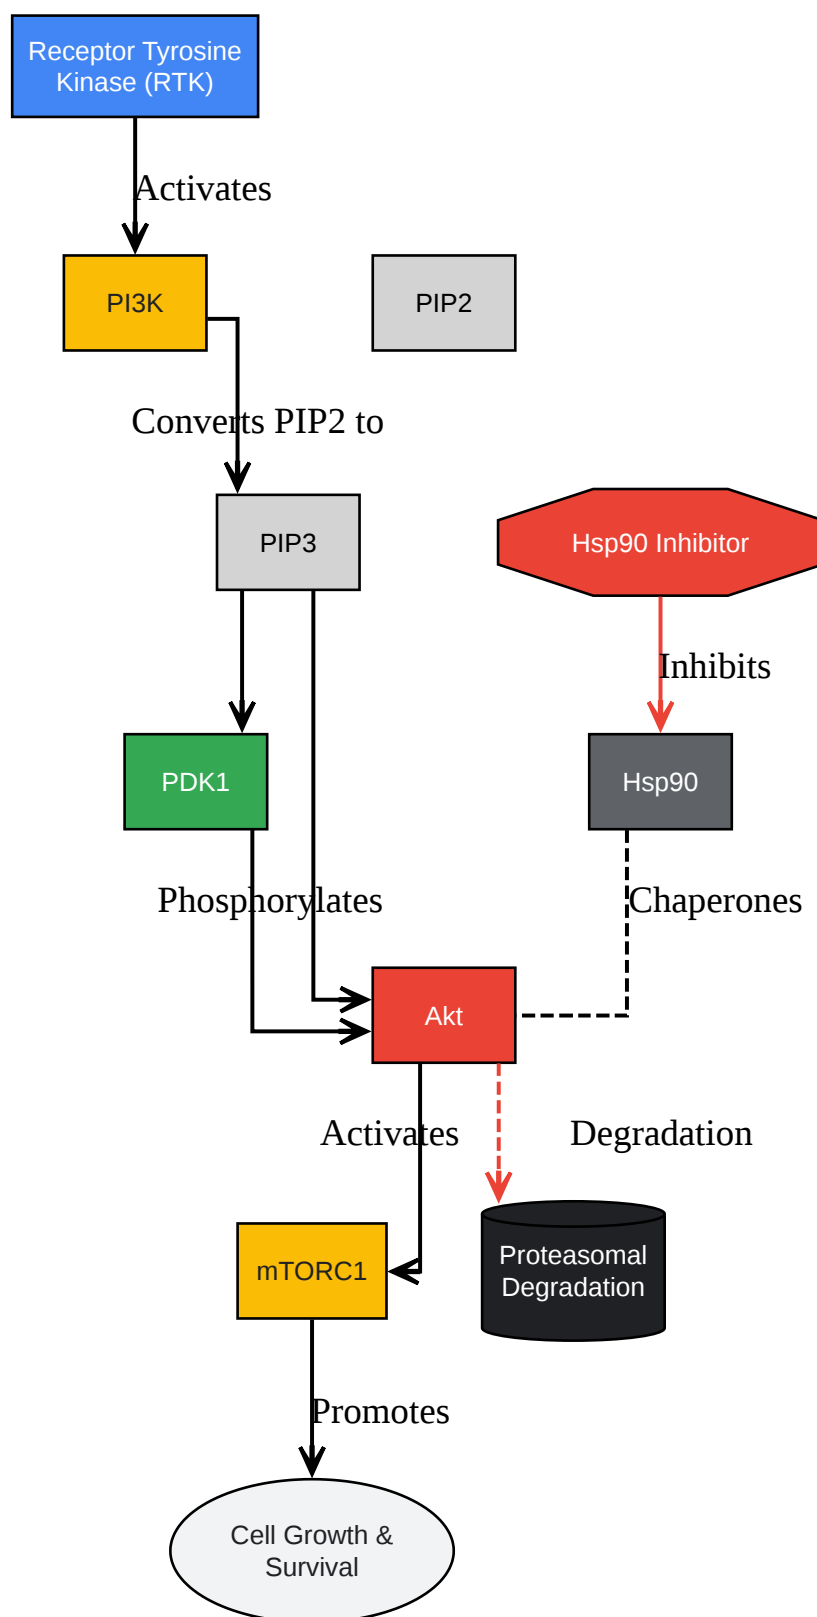 Receptor Tyrosine
Kinase (RTK)
Activates
PI3K
PIP2
Converts PIP2 to
PIP3
Hsp90 Inhibitor
Inhibits
PDK1
Hsp90
Phosphorylates
Chaperones
Akt
Activates
Degradation
mTORC1
Proteasomal
Degradation
Promotes
Cell Growth &
Survival